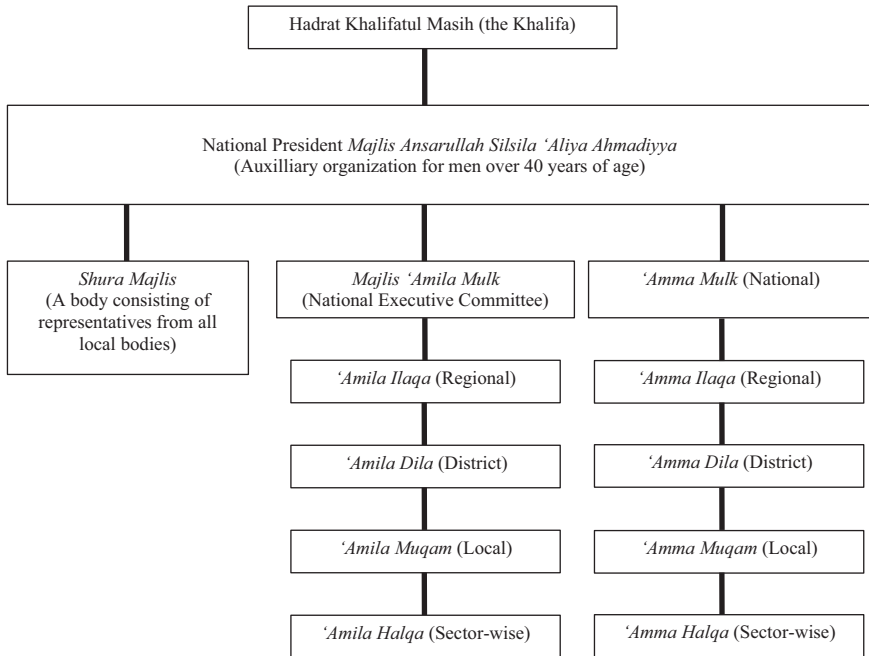 Hadrat Khalifatul Masih (the Khalifa)
National President Majlis Ansarullah Silsila ‘Aliya Ahmadiyya
(Auxilliary organization for men over 40 years of age)
Shura Majlis
(A body consisting of
representatives from all
local bodies)
Majlis ‘Amila Mulk
(National Executive Committee)
‘Amma Mulk (National)
‘Amila Ilaqa (Regional)
‘Amma Ilaqa (Regional)
‘Amila Dila (District)
‘Amma Dila (District)
‘Amila Muqam (Local)
‘Amma Muqam (Local)
‘Amila Halqa (Sector-wise)
‘Amma Halqa (Sector-wise)